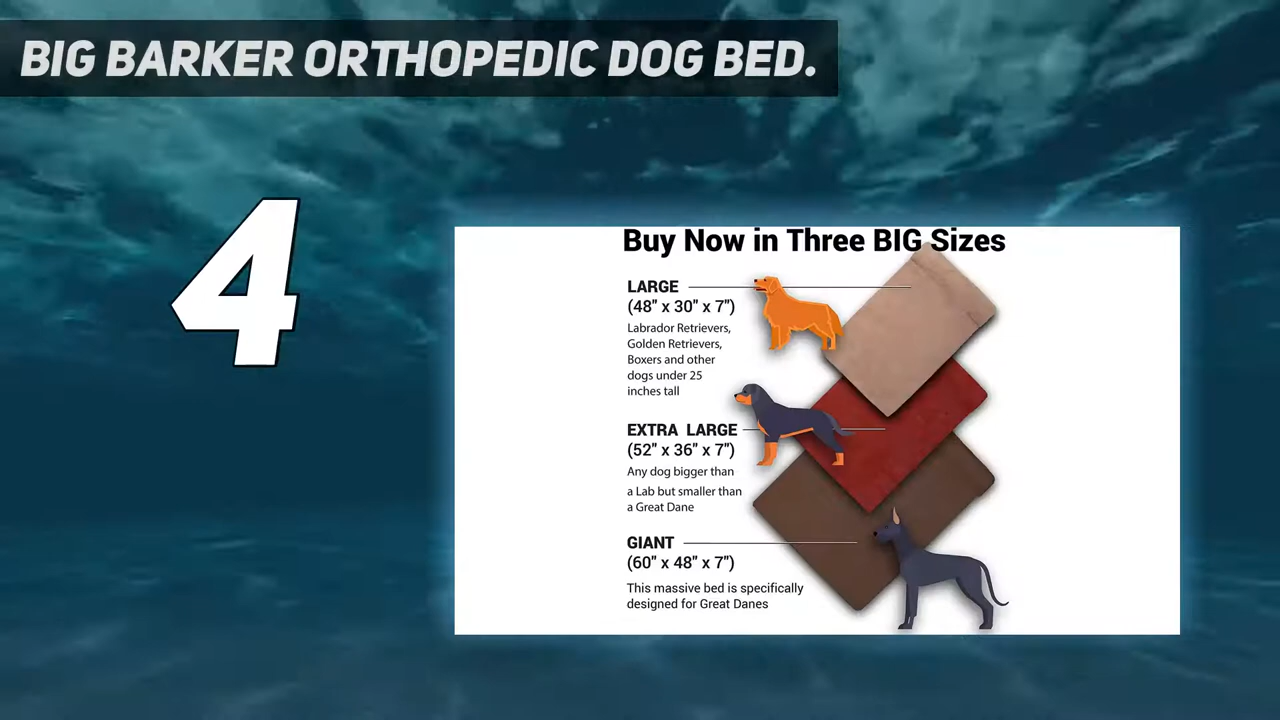 BIG BARKER ORTHOPEDIC DOG BED.
4
Buy Now in Three BIG Sizes
LARGE
(48" x 30" x 7")
Labrador Retrievers,
Golden Retrievers,
Boxers and other
dogs under 25
inches tall
EXTRA LARGE
(52" x 36" x 7")
Any dog bigger than
a Lab but smaller than
a Great Dane
GIANT
(60" x 48" x 7")
This massive bed is specifically
designed for Great Danes